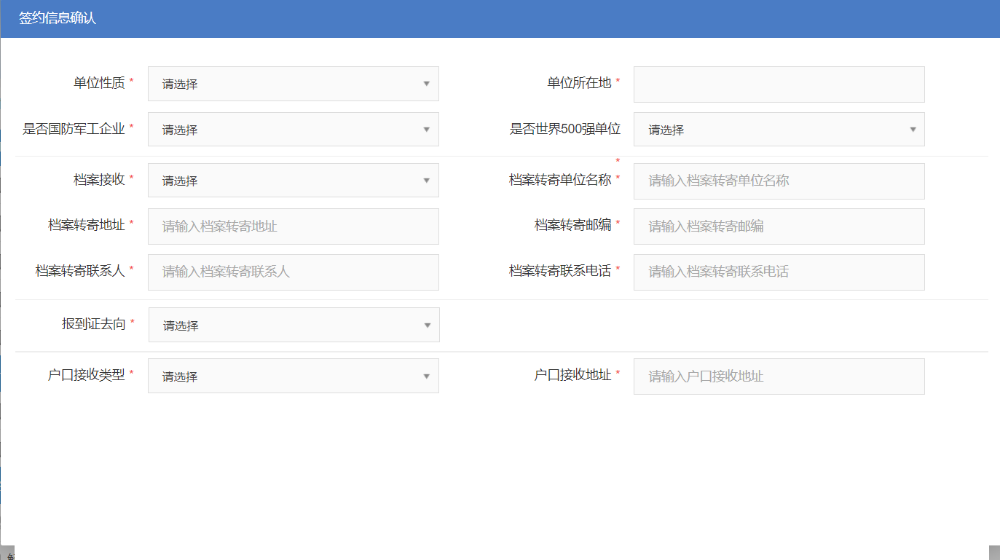 签约信息确认
单位性质 * 请选择 单位所在地 *
是否国防军工企业 * 请选择 是否世界500强单位 * 请选择
档案接收 * 请选择 档案转寄单位名称 * 请输入档案转寄单位名称
档案转寄地址 * 请输入档案转寄地址 档案转寄邮编 * 请输入档案转寄邮编
档案转寄联系人 * 请输入档案转寄联系人 档案转寄联系电话 * 请输入档案转寄联系电话
报到证去向 * 请选择
户口接收类型 * 请选择 户口接收地址 * 请输入户口接收地址